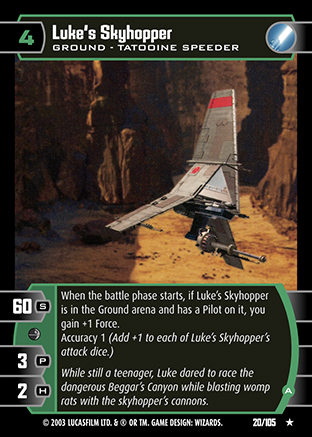 4
Luke's Skyhopper
GROUND - TATOOINE SPEEDER
60 S
3 P
2 H
When the battle phase starts, if Luke's Skyhopper
is in the Ground arena and has a Pilot on it, you
gain +1 Force.
Accuracy 1 (Add +1 to each of Luke's Skyhopper's
attack dice.)
While still a teenager, Luke dared to race the
dangerous Beggar's Canyon while blasting womp
rats with the skyhopper's cannons.
A
© 2003 LUCASFILM LTD. & ® OR TM. GAME DESIGN: WIZARDS.
20/105 ★